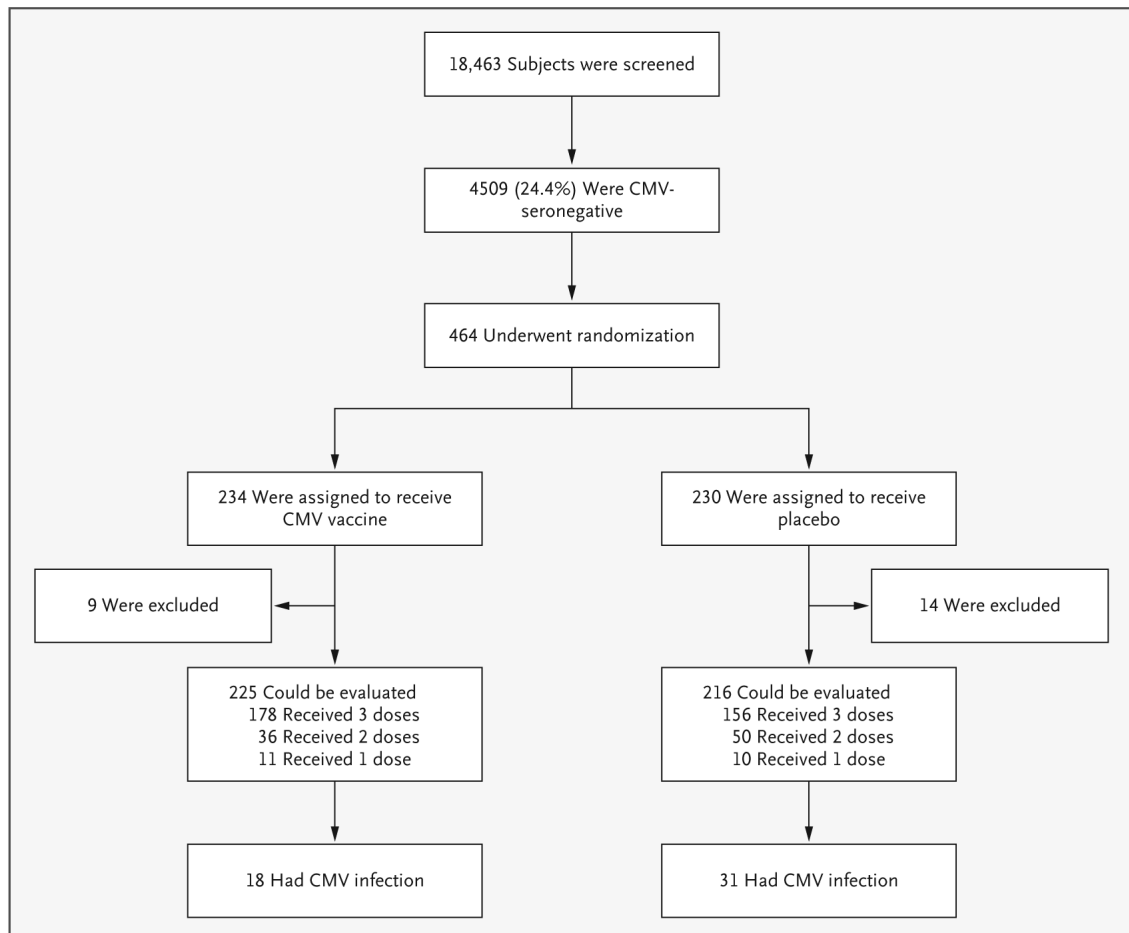 18,463 Subjects were screened
4509 (24.4%) Were CMV-
seronegative
464 Underwent randomization
234 Were assigned to receive
CMV vaccine
230 Were assigned to receive
placebo
9 Were excluded
14 Were excluded
225 Could be evaluated
178 Received 3 doses
36 Received 2 doses
11 Received 1 dose
216 Could be evaluated
156 Received 3 doses
50 Received 2 doses
10 Received 1 dose
18 Had CMV infection
31 Had CMV infection